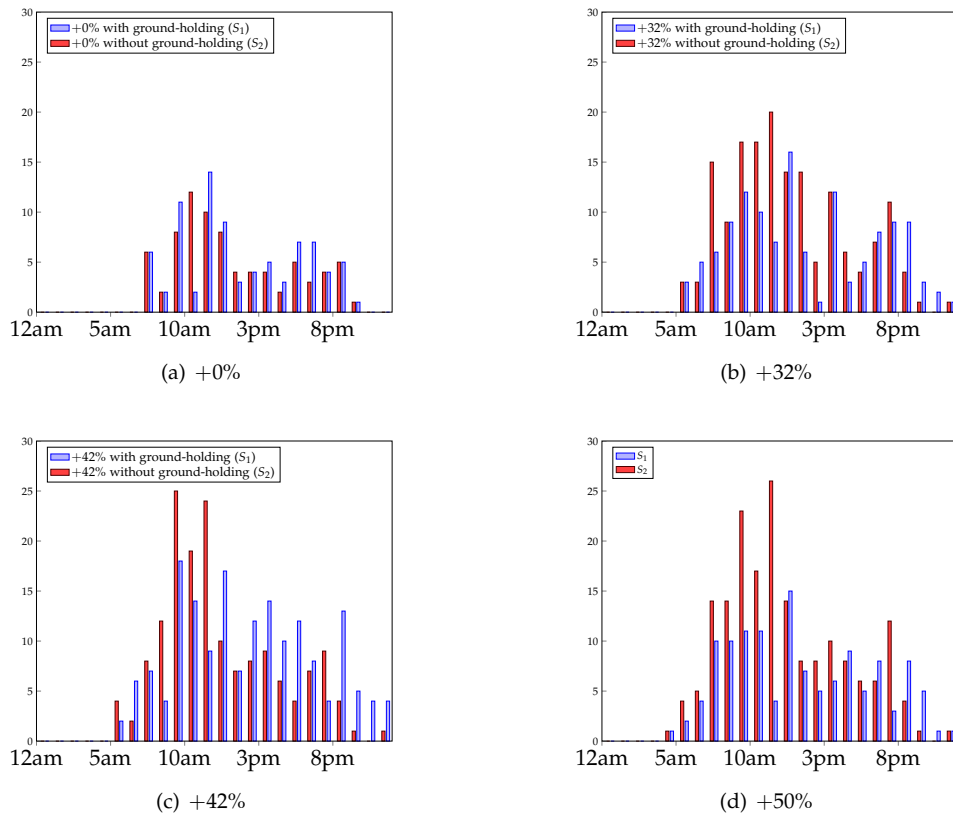 +0% with ground-holding (S1)
+0% without ground-holding (S2)
30
25
20
15
10
5
0
12am 5am 10am 3pm 8pm
(a) +0%
+32% with ground-holding (S1)
+32% without ground-holding (S2)
30
25
20
15
10
5
0
12am 5am 10am 3pm 8pm
(b) +32%
+42% with ground-holding (S1)
+42% without ground-holding (S2)
30
25
20
15
10
5
0
12am 5am 10am 3pm 8pm
(c) +42%
S1
S2
30
25
20
15
10
5
0
12am 5am 10am 3pm 8pm
(d) +50%